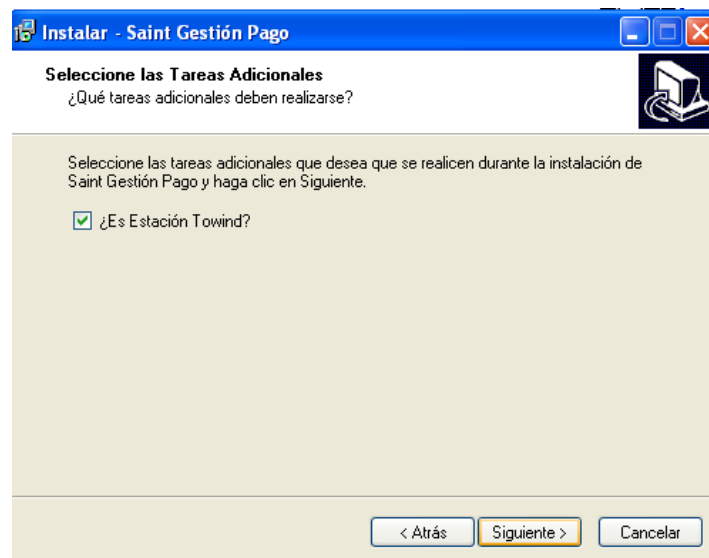 Instalar - Saint Gestión Pago
Seleccione las Tareas Adicionales
¿Qué tareas adicionales deben realizarse?
Seleccione las tareas adicionales que desea que se realicen durante la instalación de
Saint Gestión Pago y haga clic en Siguiente.
¿Es Estación Towind?
< Atrás
Siguiente >
Cancelar